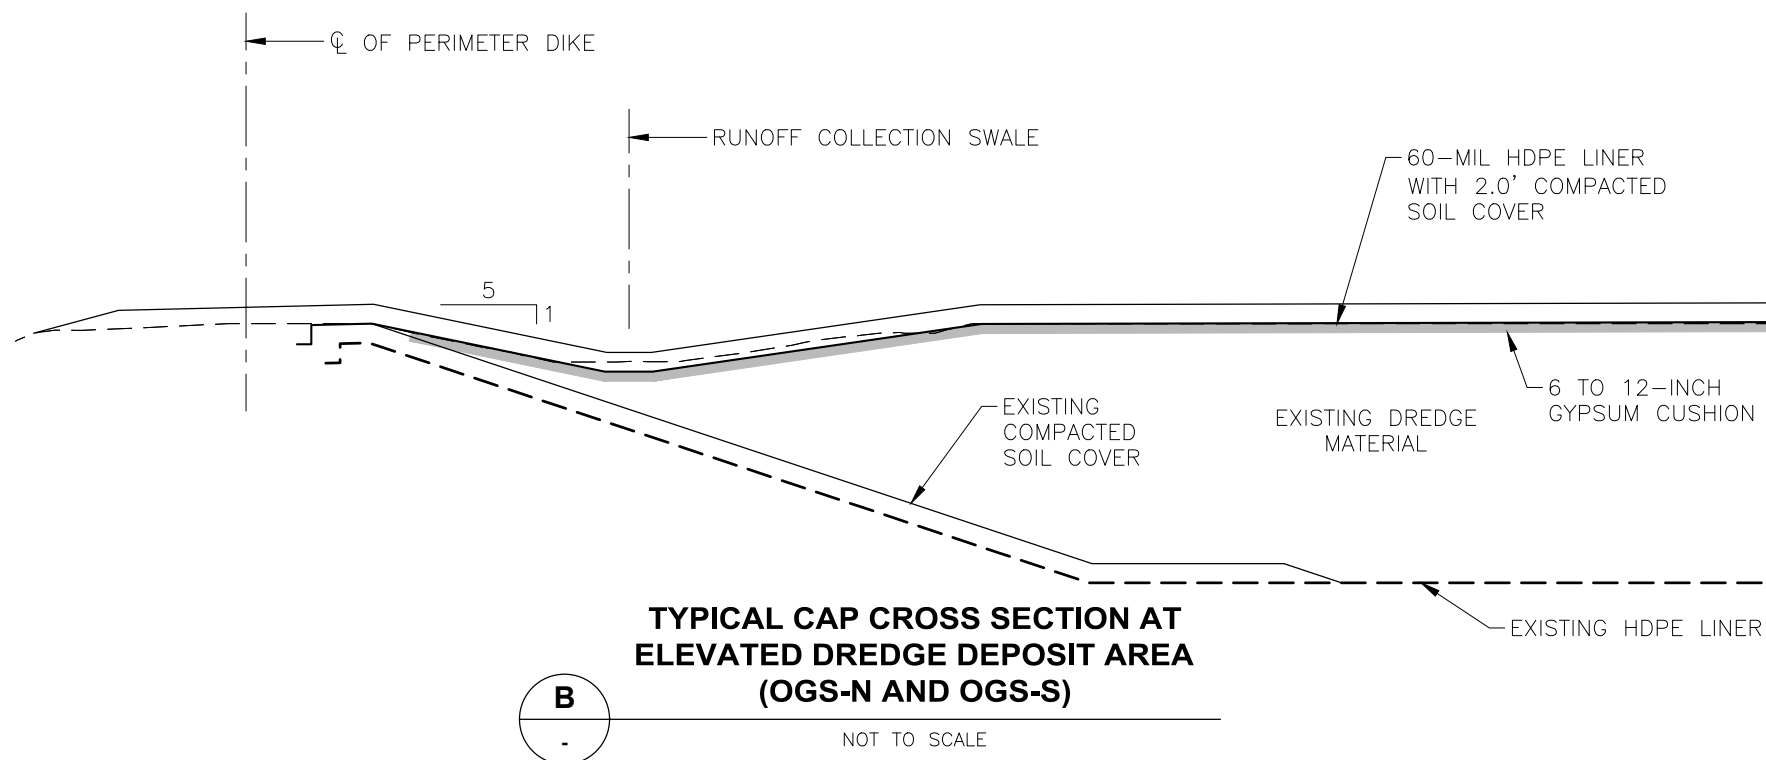 ℄ OF PERIMETER DIKE
RUNOFF COLLECTION SWALE
60-MIL HDPE LINER
WITH 2.0' COMPACTED
SOIL COVER
5
1
6 TO 12-INCH
GYPSUM CUSHION
EXISTING
COMPACTED
SOIL COVER
EXISTING DREDGE
MATERIAL
EXISTING HDPE LINER
TYPICAL CAP CROSS SECTION AT
ELEVATED DREDGE DEPOSIT AREA
(OGS-N AND OGS-S)
B
-
NOT TO SCALE